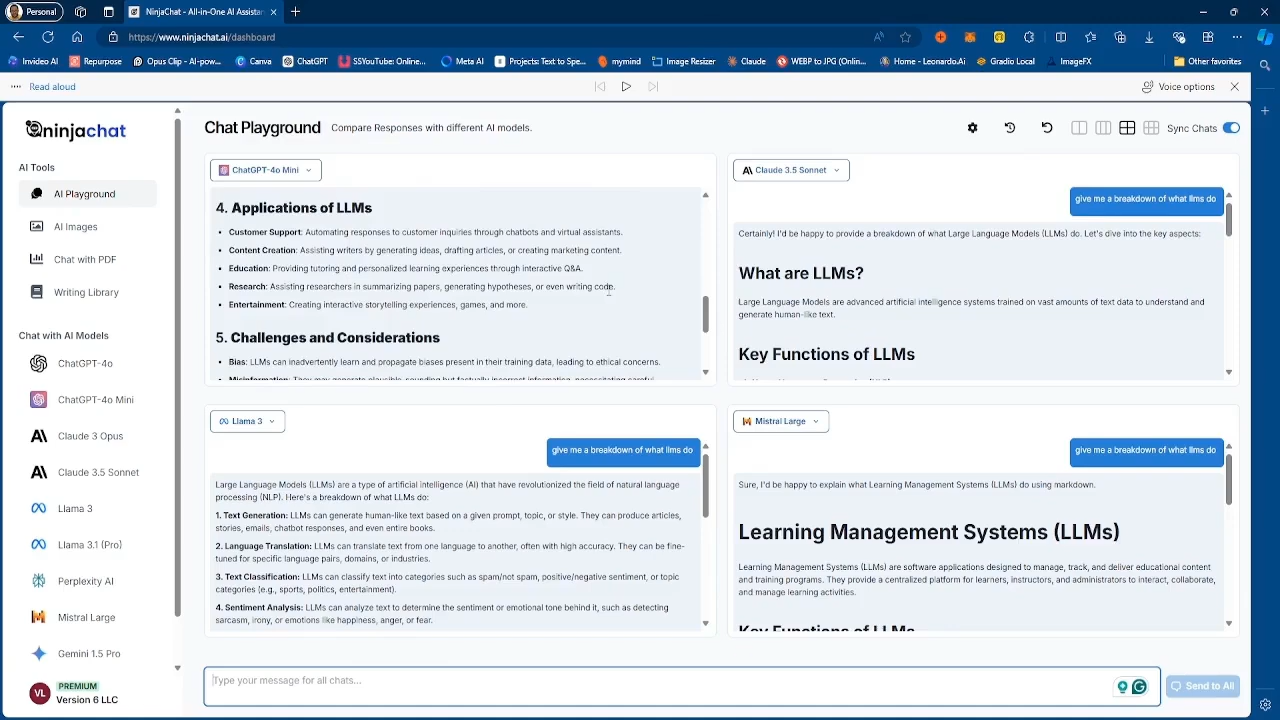 Personal
NinjaChat - All-in-One AI Assistan
https://www.ninjachat.ai/dashboard
Invideo AI
Repurpose
Opus Clip - AI-pow...
Canva
ChatGPT
SSYouTube: Online...
Meta AI
Projects: Text to Spe...
mymind
Image Resizer
Claude
WEBP to JPG (Onlin...
Home - Leonardo.Ai
Gradio Local
ImageFX
Other favorites
Read aloud
Voice options
ninjachat
AI Tools
AI Playground
AI Images
Chat with PDF
Writing Library
Chat with AI Models
ChatGPT-4o
ChatGPT-4o Mini
Claude 3 Opus
Claude 3.5 Sonnet
Llama 3
Llama 3.1 (Pro)
Perplexity AI
Mistral Large
Gemini 1.5 Pro
VL
PREMIUM
Version 6 LLC
Chat Playground
Compare Responses with different AI models.
Sync Chats
ChatGPT-4o Mini
4. Applications of LLMs
Customer Support: Automating responses to customer inquiries through chatbots and virtual assistants.
Content Creation: Assisting writers by generating ideas, drafting articles, or creating marketing content.
Education: Providing tutoring and personalized learning experiences through interactive Q&A.
Research: Assisting researchers in summarizing papers, generating hypotheses, or even writing code.
Entertainment: Creating interactive storytelling experiences, games, and more.
5. Challenges and Considerations
Bias: LLMs can inadvertently learn and propagate biases present in their training data, leading to ethical concerns.
Misinformation: They may generate plausible-sounding but factually incorrect information, necessitating careful
Claude 3.5 Sonnet
give me a breakdown of what llms do
Certainly! I'd be happy to provide a breakdown of what Large Language Models (LLMs) do. Let's dive into the key aspects:
What are LLMs?
Large Language Models are advanced artificial intelligence systems trained on vast amounts of text data to understand and
generate human-like text.
Key Functions of LLMs
Llama 3
give me a breakdown of what llms do
Large Language Models (LLMs) are a type of artificial intelligence (AI) that have revolutionized the field of natural language
processing (NLP). Here's a breakdown of what LLMs do:
1. Text Generation: LLMs can generate human-like text based on a given prompt, topic, or style. They can produce articles,
stories, emails, chatbot responses, and even entire books.
2. Language Translation: LLMs can translate text from one language to another, often with high accuracy. They can be fine-
tuned for specific language pairs, domains, or industries.
3. Text Classification: LLMs can classify text into categories such as spam/not spam, positive/negative sentiment, or topic
categories (e.g., sports, politics, entertainment).
4. Sentiment Analysis: LLMs can analyze text to determine the sentiment or emotional tone behind it, such as detecting
sarcasm, irony, or emotions like happiness, anger, or fear.
Mistral Large
give me a breakdown of what llms do
Sure, I'd be happy to explain what Learning Management Systems (LLMs) do using markdown.
Learning Management Systems (LLMs)
Learning Management Systems (LLMs) are software applications designed to manage, track, and deliver educational content
and training programs. They provide a centralized platform for learners, instructors, and administrators to interact, collaborate,
and manage learning activities.
Key Functions of LLMs
Type your message for all chats...
Send to All